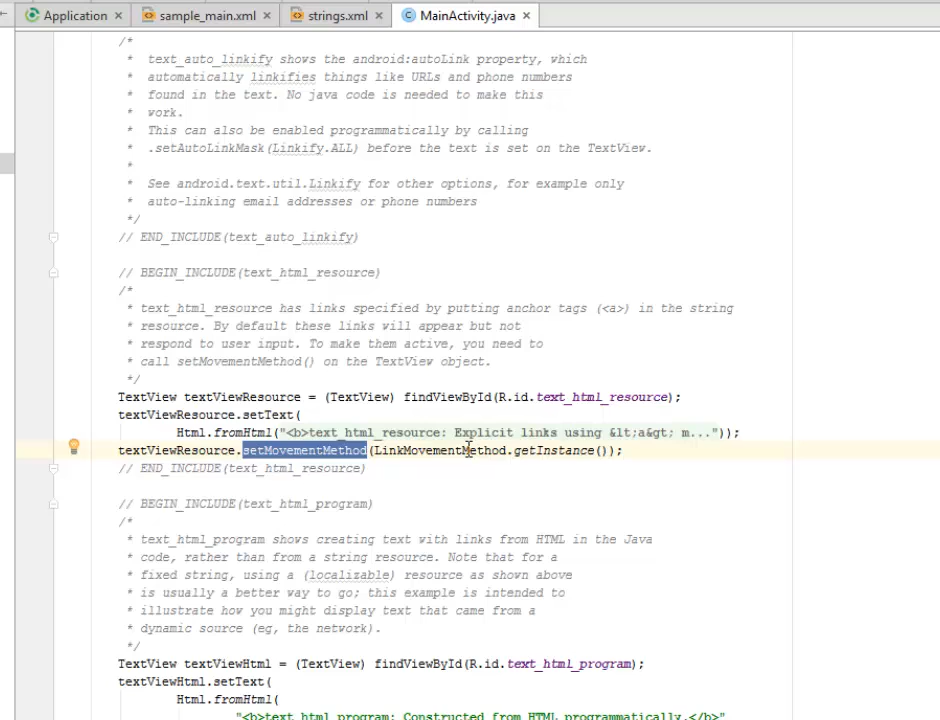 Application
sample_main.xml
strings.xml
MainActivity.java
/*
* text_auto_linkify shows the android:autoLink property, which
* automatically linkifies things like URLs and phone numbers
* found in the text. No java code is needed to make this
* work.
* This can also be enabled programmatically by calling
* .setAutoLinkMask(Linkify.ALL) before the text is set on the TextView.
*
* See android.text.util.Linkify for other options, for example only
* auto-linking email addresses or phone numbers
*/
// END_INCLUDE(text_auto_linkify)
// BEGIN_INCLUDE(text_html_resource)
/*
* text_html_resource has links specified by putting anchor tags (<a>) in the string
* resource. By default these links will appear but not
* respond to user input. To make them active, you need to
* call setMovementMethod() on the TextView object.
*/
TextView textViewResource = (TextView) findViewById(R.id.text_html_resource);
textViewResource.setText(
Html.fromHtml("<b>text_html_resource: Explicit links using &lt;a&gt; m..."));
textViewResource.setMovementMethod(LinkMovementMethod.getInstance());
// END_INCLUDE(text_html_resource)
// BEGIN_INCLUDE(text_html_program)
/*
* text_html_program shows creating text with links from HTML in the Java
* code, rather than from a string resource. Note that for a
* fixed string, using a (localizable) resource as shown above
* is usually a better way to go; this example is intended to
* illustrate how you might display text that came from a
* dynamic source (eg, the network).
*/
TextView textViewHtml = (TextView) findViewById(R.id.text_html_program);
textViewHtml.setText(
Html.fromHtml(
"<b>text_html_program: Constructed from HTML programmatically.</b>"